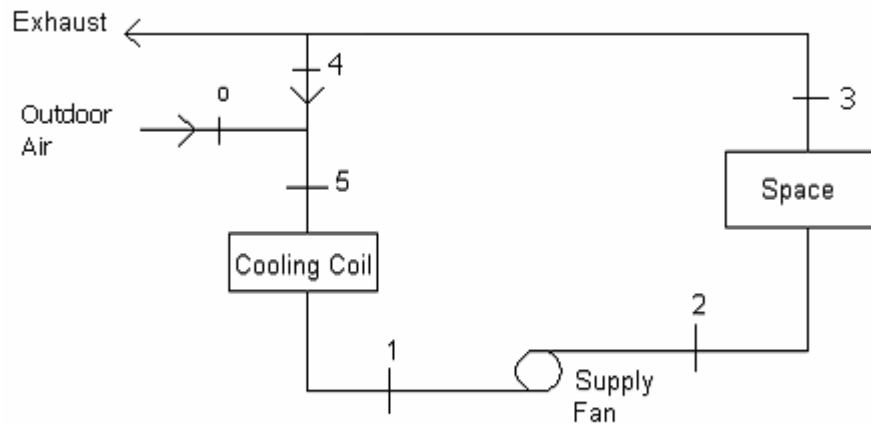 Exhaust
4
o
Outdoor
Air
3
5
Space
Cooling Coil
2
1
Supply
Fan